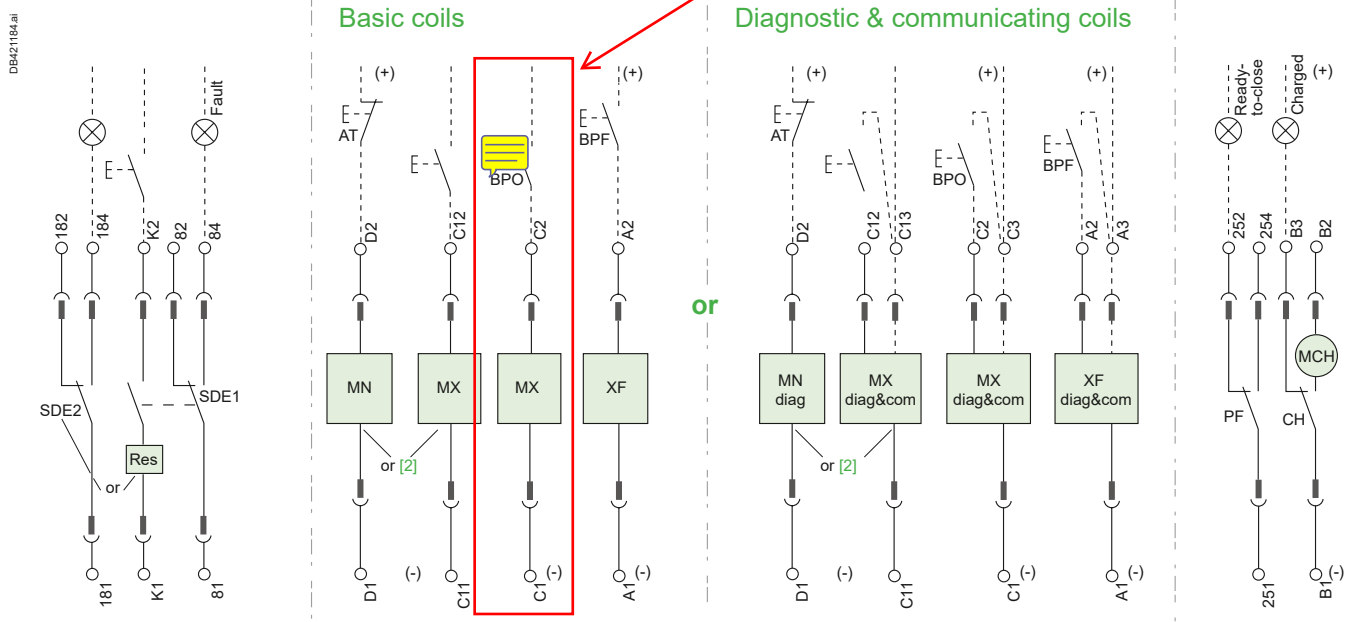 DB421184.ai
Basic coils
Diagnostic & communicating coils
Fault
182
184
K2
82
84
SDE2
SDE1
Res
or
181
K1
81
(+)
(+)
AT
BPO
BPF
D2
C12
C2
A2
MN
MX
MX
XF
or [2]
D1
(-)
C11
C1
(-)
A1
(-)
or
(+)
(+)
(+)
AT
BPO
BPF
D2
C12
C13
C2
C3
A2
A3
MN
diag
MX
diag&com
MX
diag&com
XF
diag&com
or [2]
D1
(-)
C11
C1
(-)
A1
(-)
Ready-
to-close
Charged
(+)
252
254
B3
B2
MCH
PF
CH
251
B1
(-)